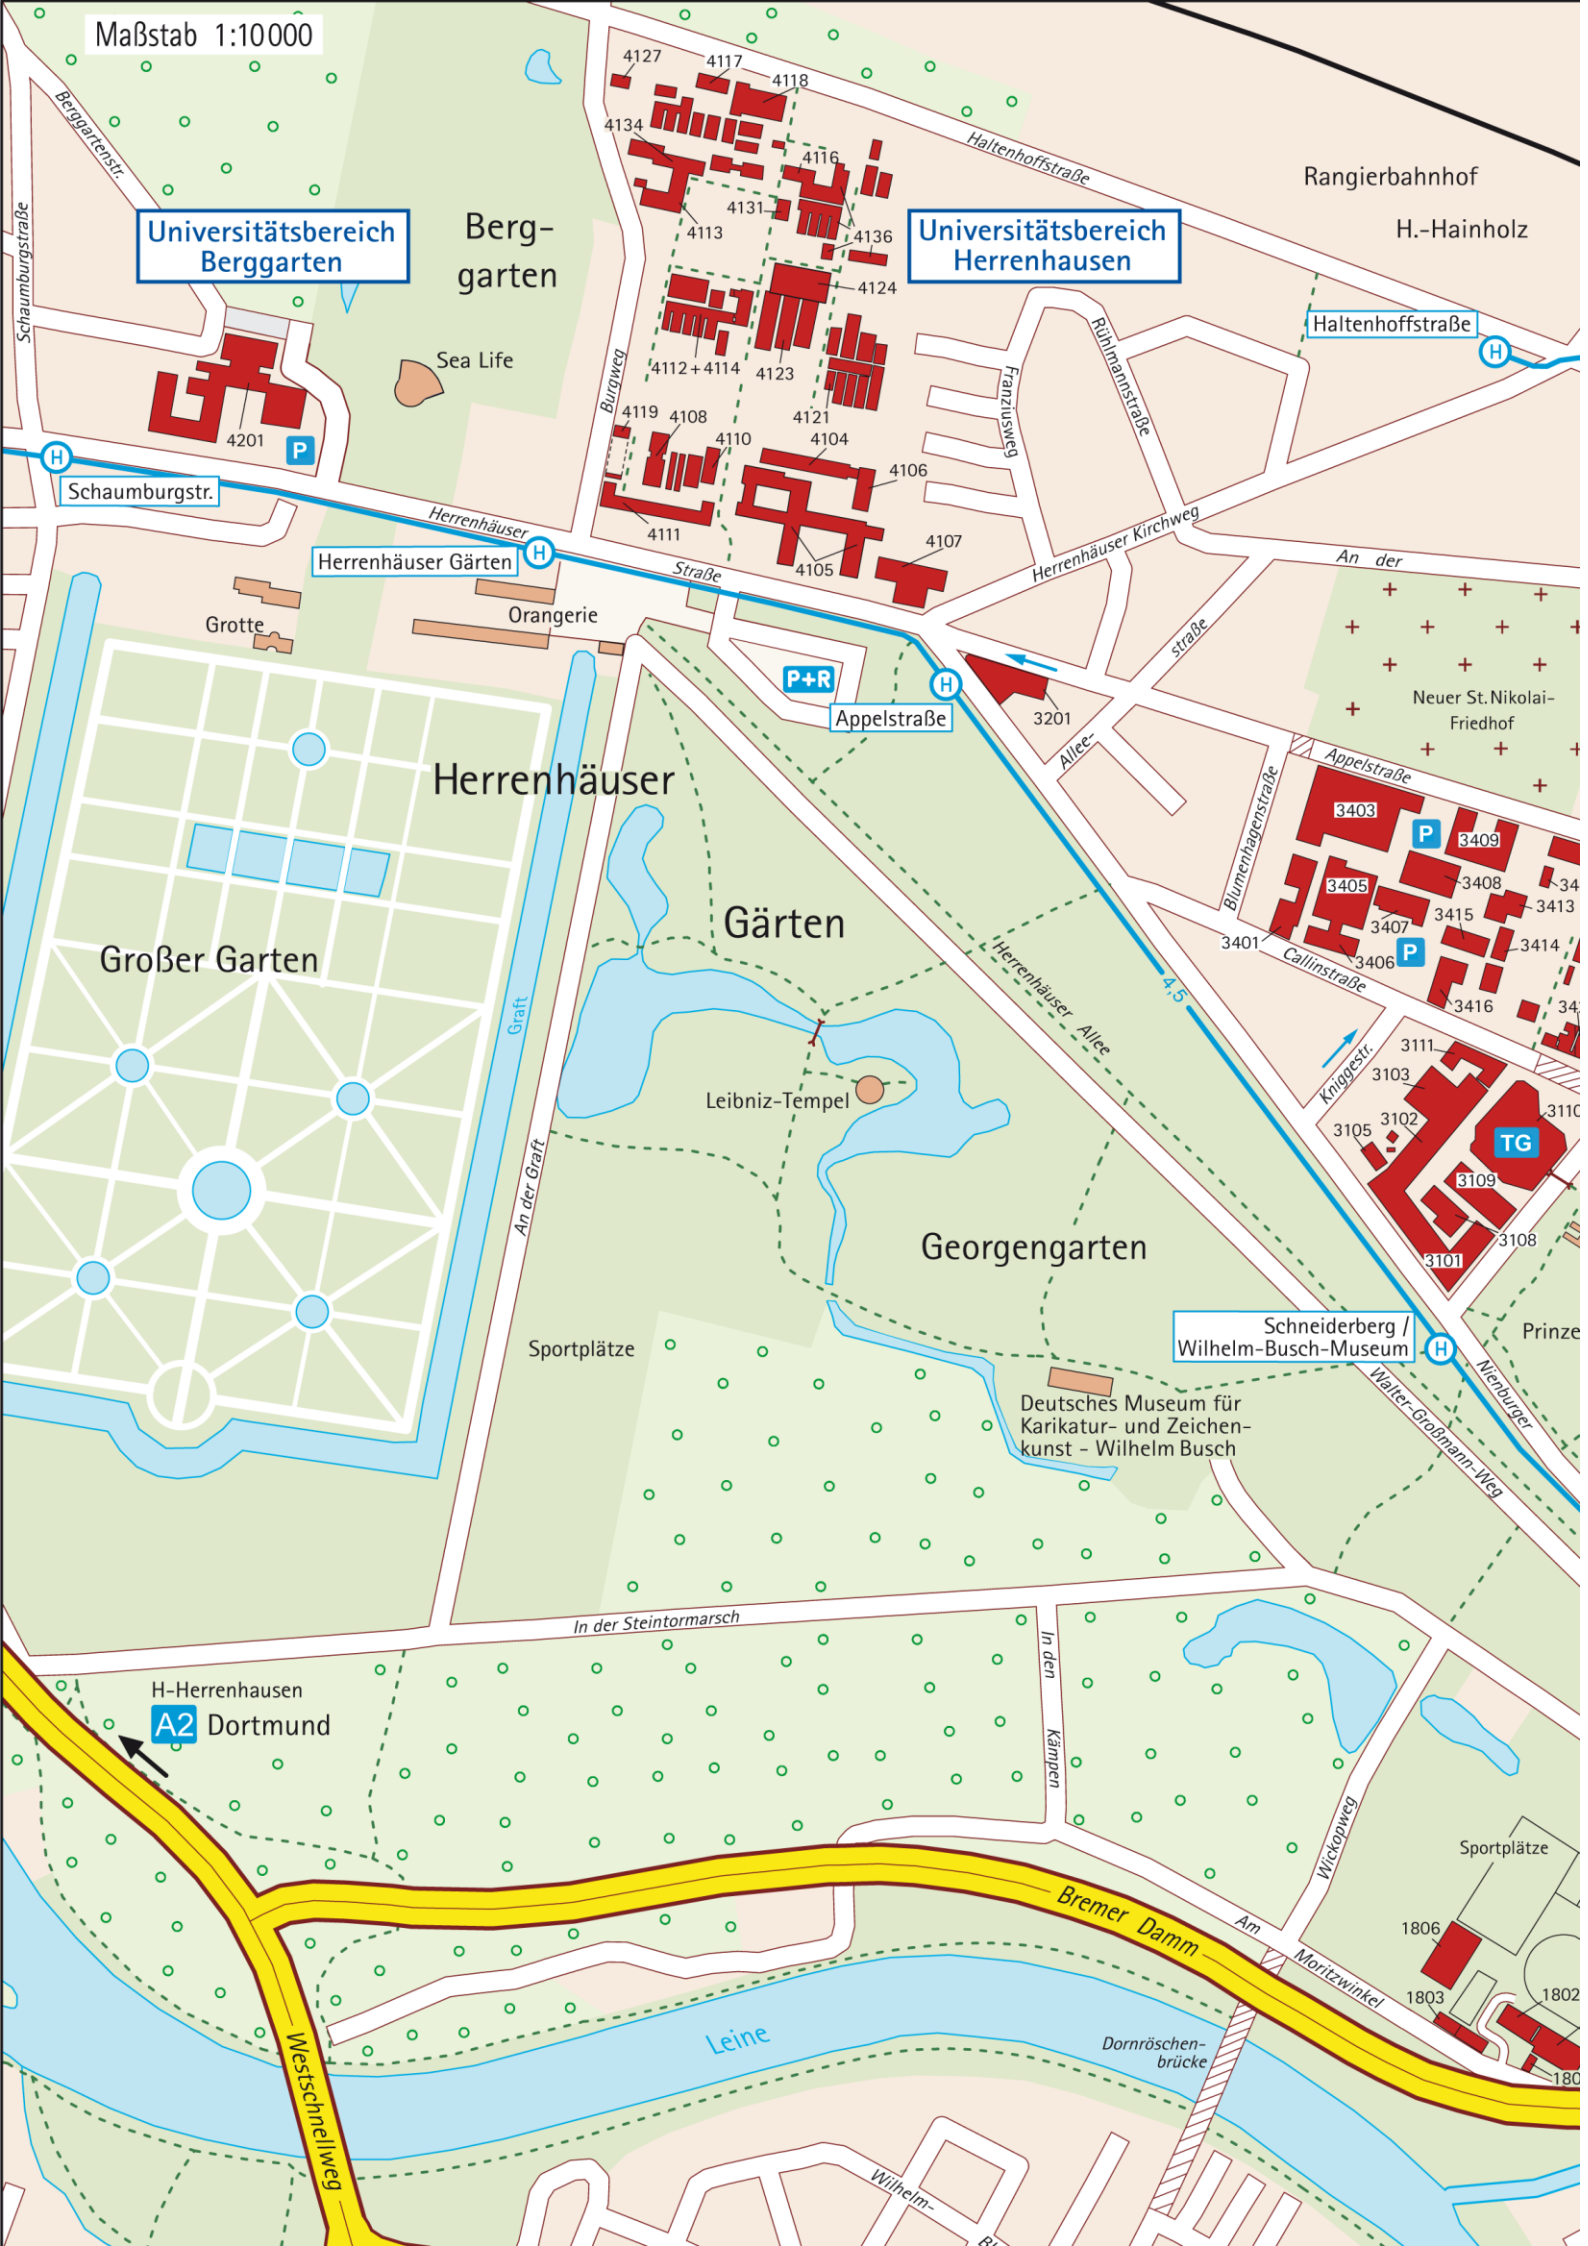 Maßstab 1:10000
Berggartenstr.
Schaumburgstraße
Universitätsbereich
Berggarten
Berg-
garten
Sea Life
4201
P
H
Schaumburgstr.
Burgweg
4127
4117
4118
4134
4116
4131
4113
4136
4124
4112+4114
4123
4121
4119
4108
4110
4104
4106
4111
4105
4107
Universitätsbereich
Herrenhausen
Haltenhoffstraße
Rangierbahnhof
H.-Hainholz
Haltenhoffstraße
H
Rühlmannstraße
Franziusweg
Herrenhäuser Kirchweg
An der
Herrenhäuser
Straße
Herrenhäuser Gärten
H
Grotte
Orangerie
P+R
Appelstraße
H
3201
Allee-
straße
Neuer St.Nikolai-
Friedhof
Appelstraße
Blumenhagenstraße
3403
P
3409
3405
3408
3413
3407
3415
3401
3406
P
3414
3416
Callinstraße
Kniggestr.
3111
3103
3102
3105
3110
TG
3109
3108
3101
Herrenhäuser
Gärten
Großer Garten
Graft
An der Graft
Herrenhäuser Allee
4,5
Leibniz-Tempel
Georgengarten
Sportplätze
Schneiderberg /
Wilhelm-Busch-Museum
H
Deutsches Museum für
Karikatur- und Zeichen-
kunst - Wilhelm Busch
Walter-Großmann-Weg
Nienburger
Prinze
In der Steintormarsch
In den
Kämpen
H-Herrenhausen
A2 Dortmund
Wickopweg
Sportplätze
Bremer Damm
Am
Moritzwinkel
1806
1803
1802
180
Westschnellweg
Leine
Dornröschen-
brücke
Wilhelm-